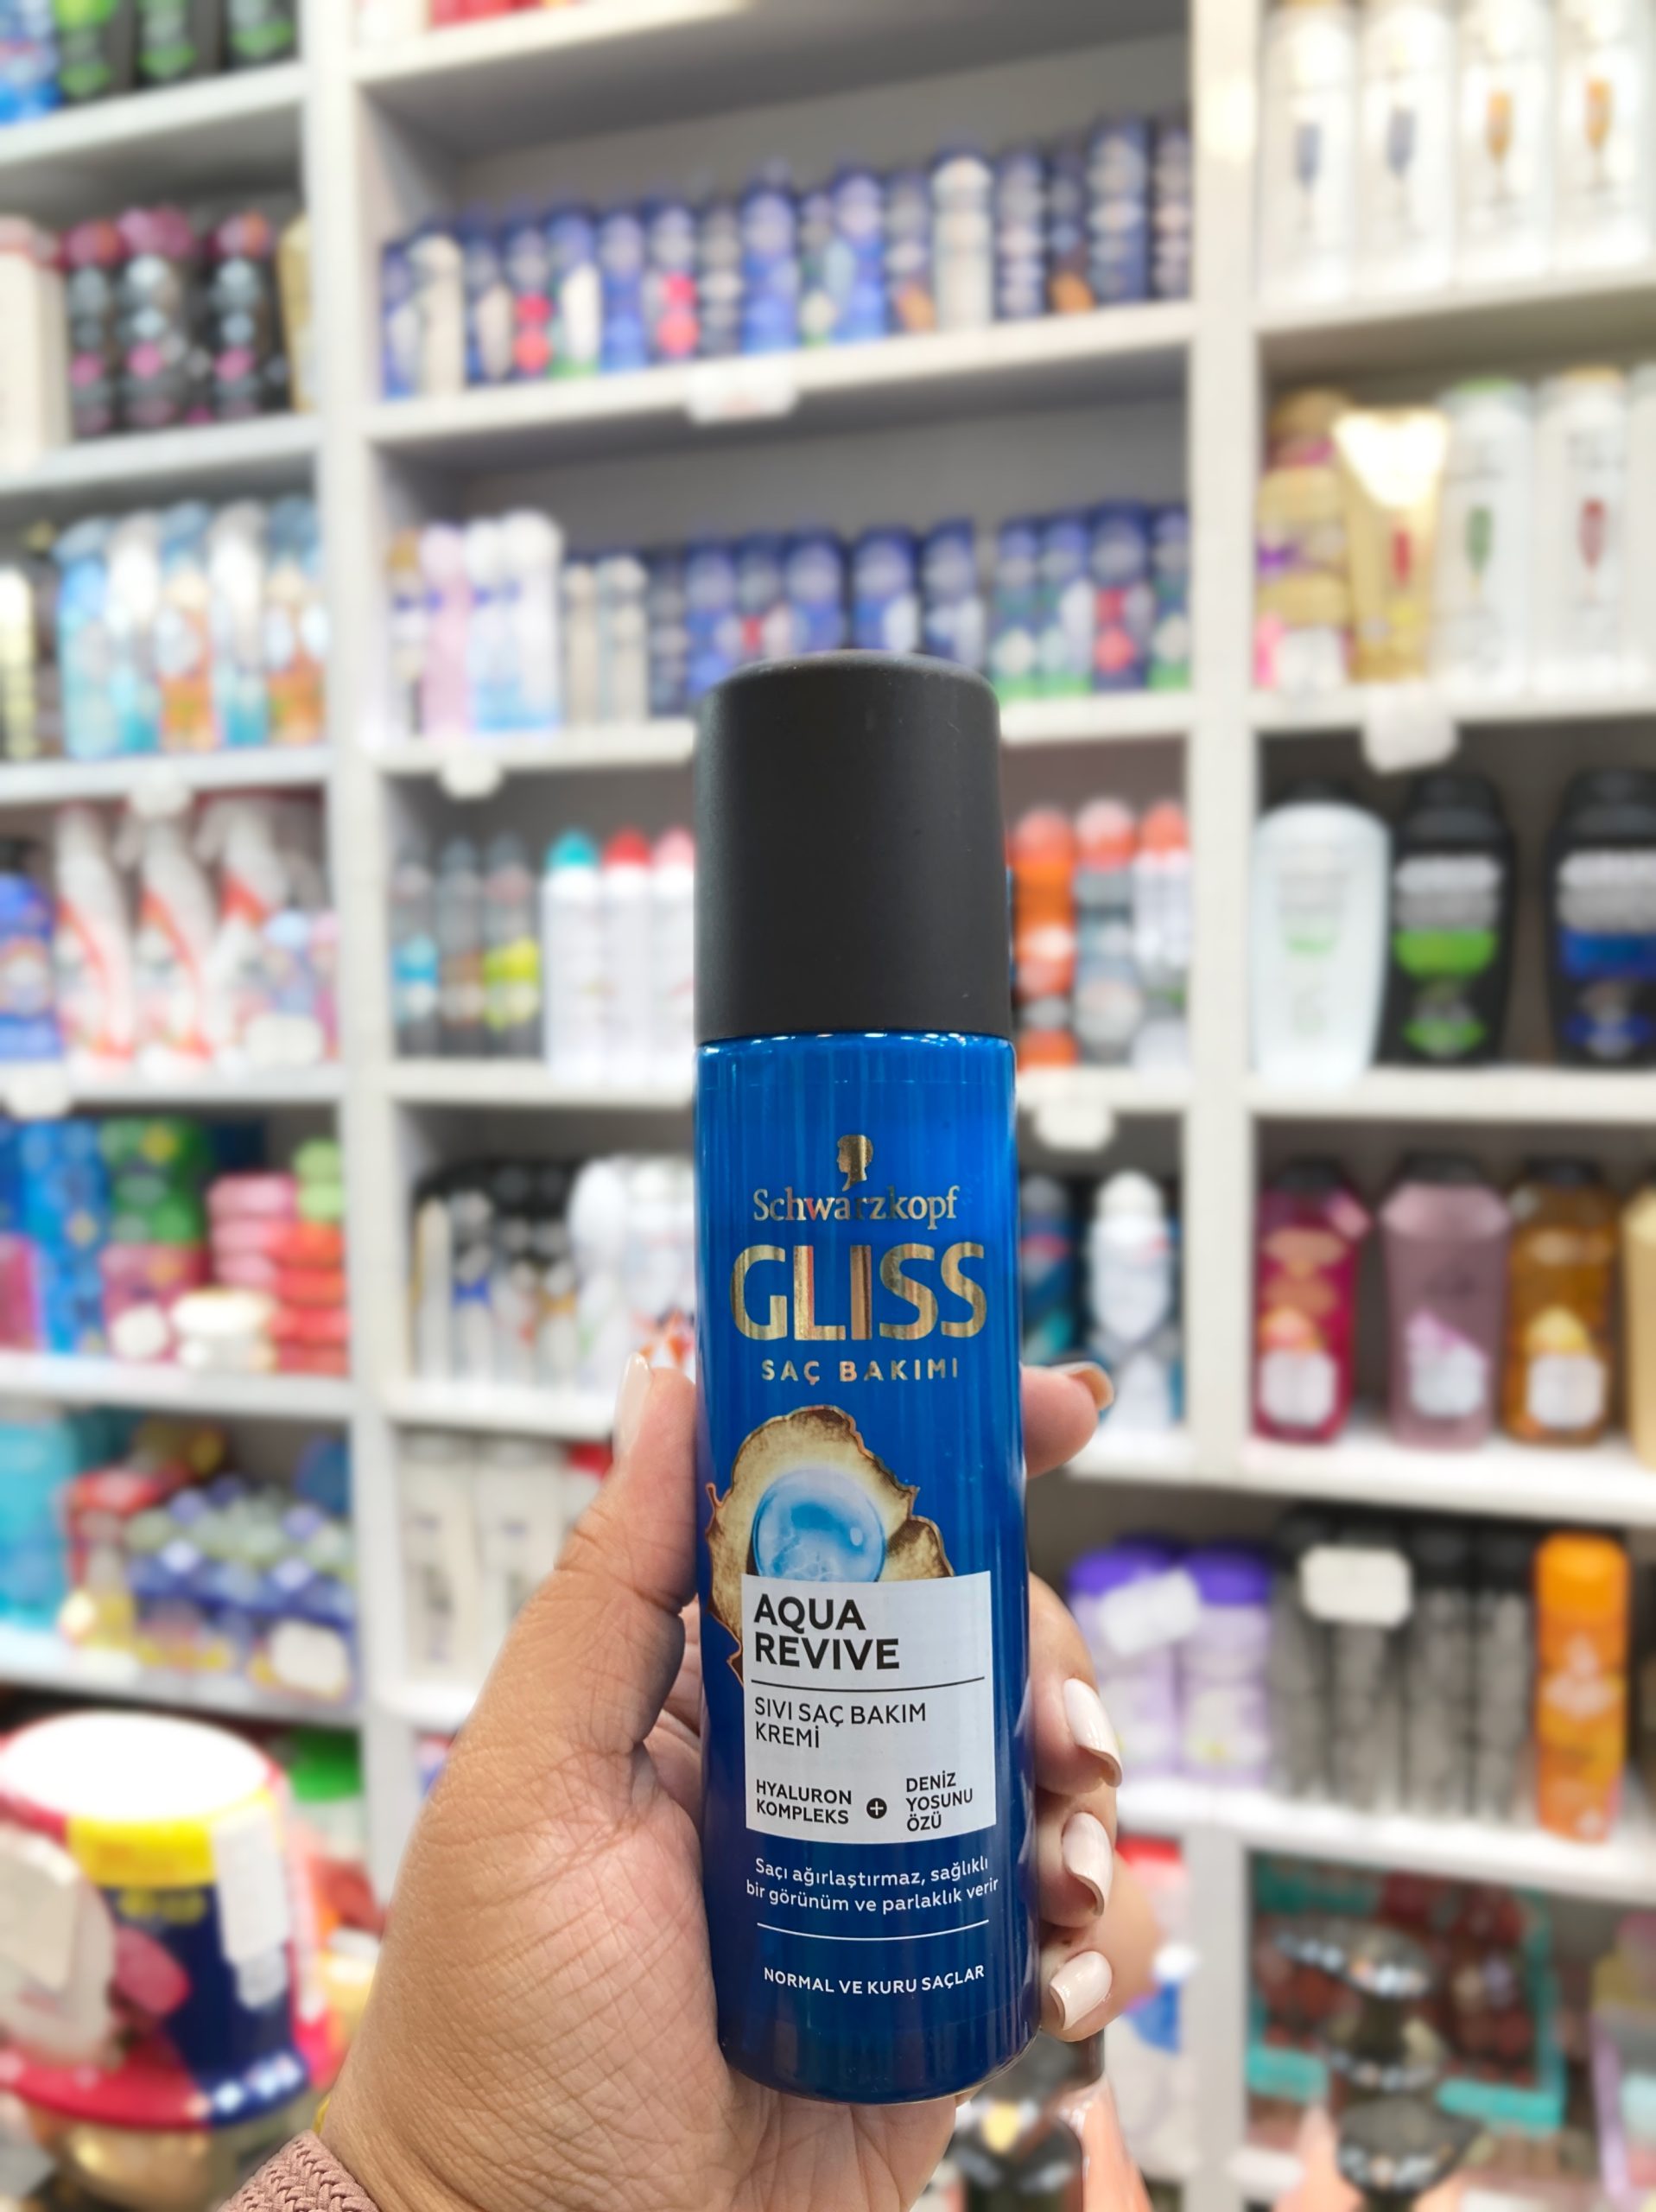 Schwarzkopf
GLISS
SAÇ BAKIMI
AQUA
REVIVE
SIVI SAÇ BAKIM
KREMİ
HYALURON
KOMPLEKS
+
DENİZ
YOSUNU
ÖZÜ
Saçı ağırlaştırmaz, sağlıklı
bir görünüm ve parlaklık verir
NORMAL VE KURU SAÇLAR